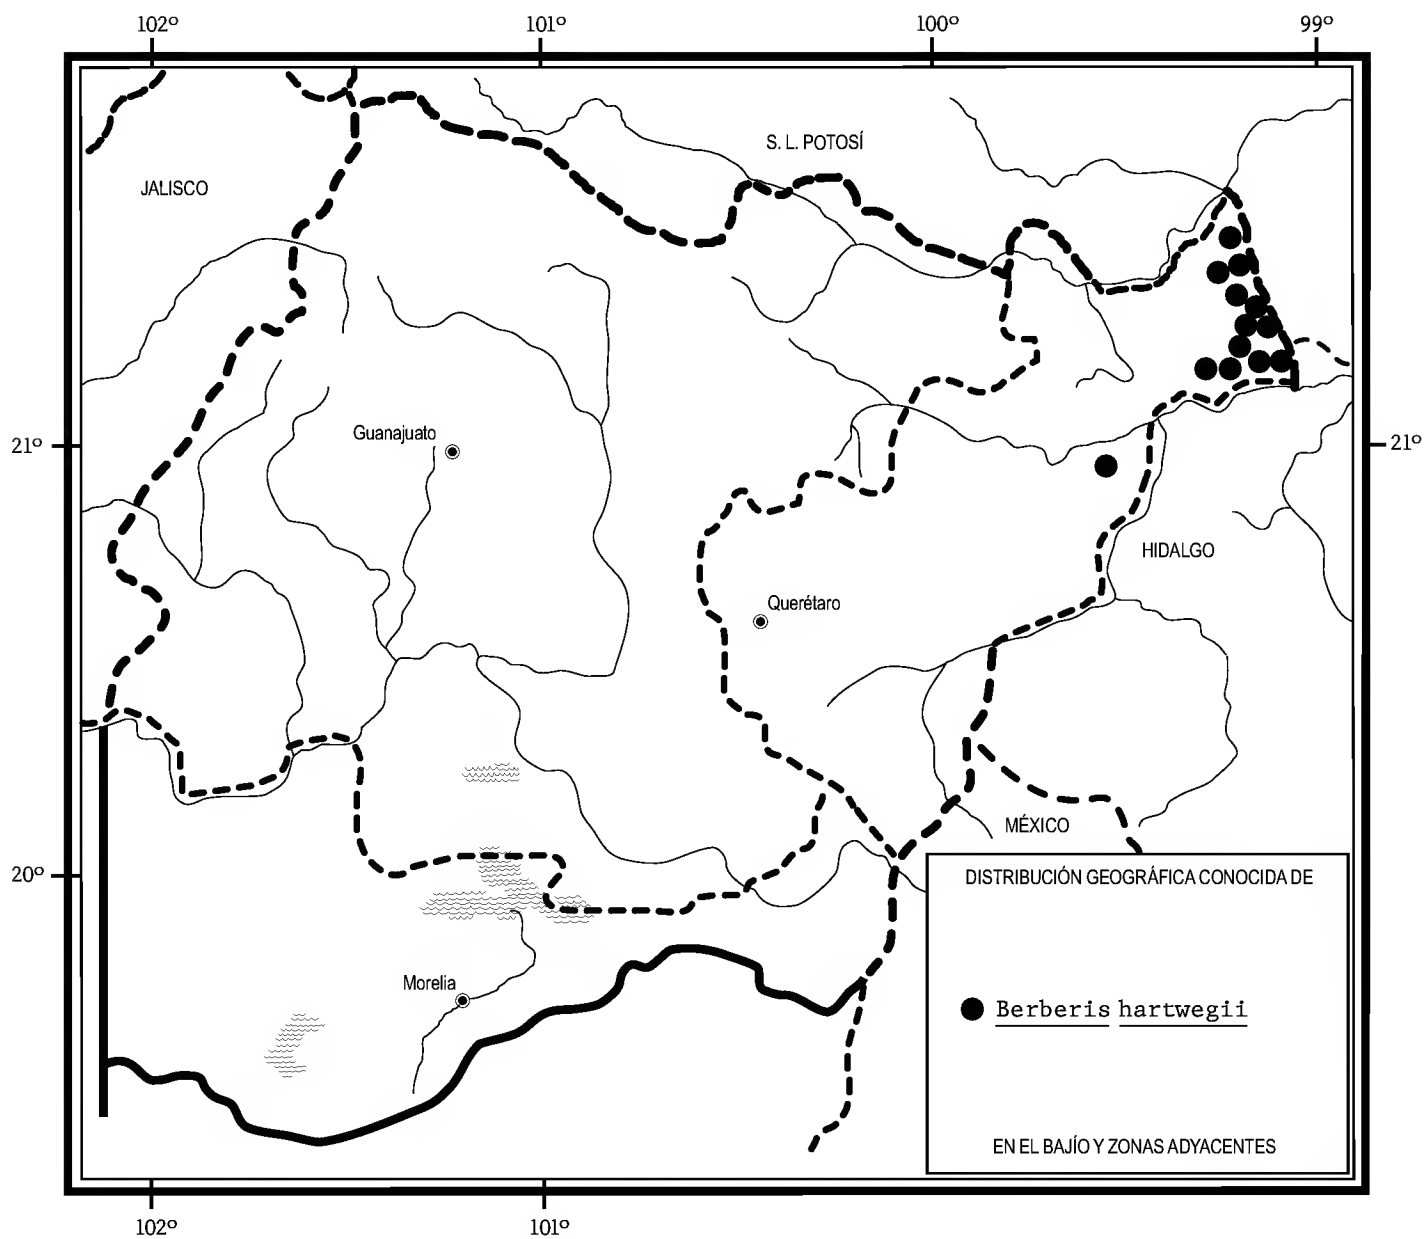 102º 101º 100º 99º
S. L. POTOSÍ
JALISCO
Guanajuato
21º 21º
HIDALGO
Querétaro
MÉXICO
20º
DISTRIBUCIÓN GEOGRÁFICA CONOCIDA DE
Morelia
Berberis hartwegii
EN EL BAJÍO Y ZONAS ADYACENTES
102º 101º